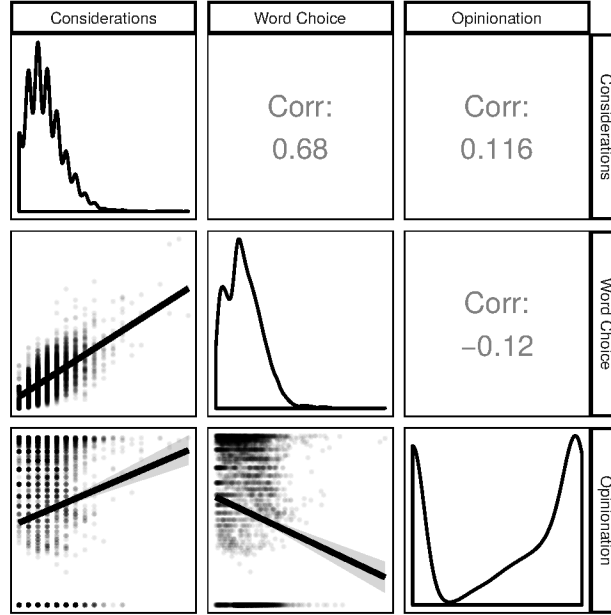 Considerations
Word Choice
Opinionation
Corr:
0.68
Corr:
0.116
Considerations
Corr:
−0.12
Word Choice
Opinionation